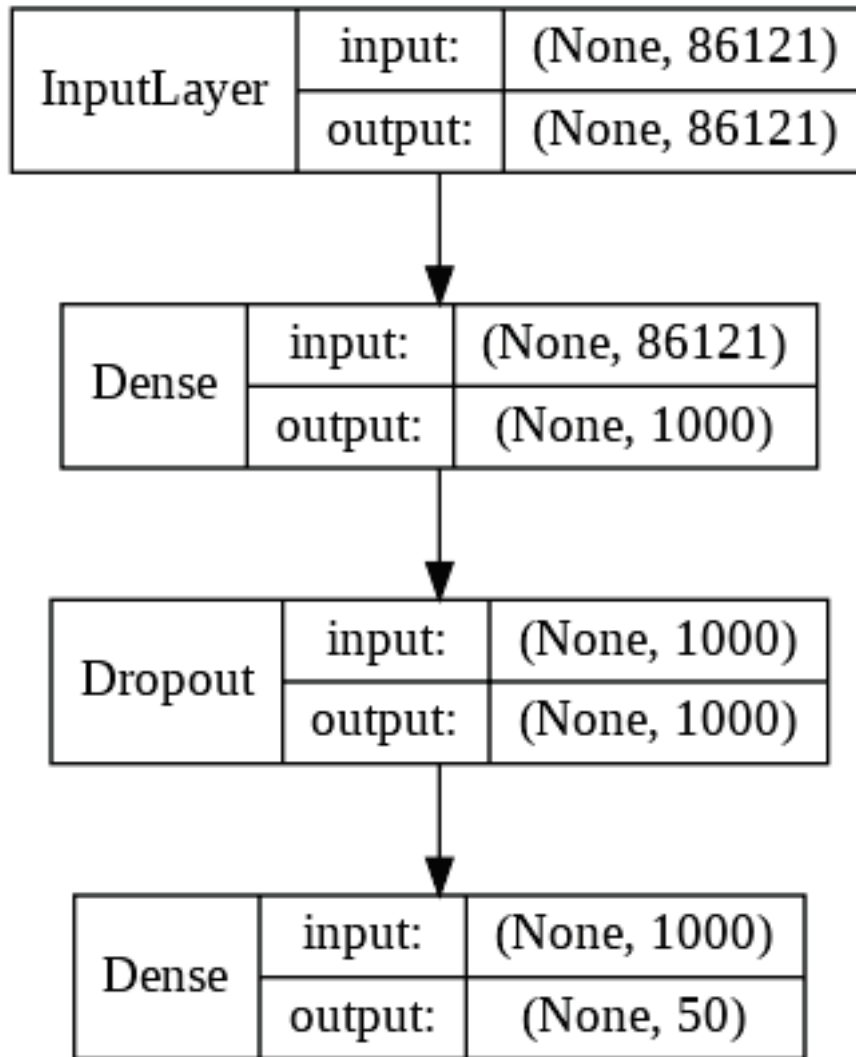 InputLayer
input: (None, 86121)
output: (None, 86121)
Dense
input: (None, 86121)
output: (None, 1000)
Dropout
input: (None, 1000)
output: (None, 1000)
Dense
input: (None, 1000)
output: (None, 50)